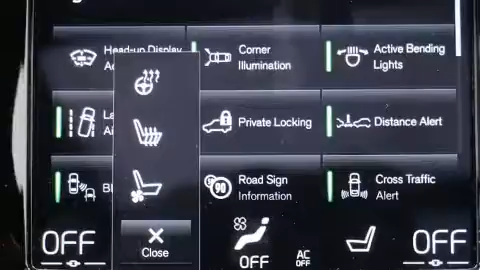 Head-up Display
Corner
Illumination
Active Bending
Lights
Private Locking
Distance Alert
90
Road Sign
Information
Cross Traffic
Alert
OFF
Close
OFF
AC
OFF
OFF